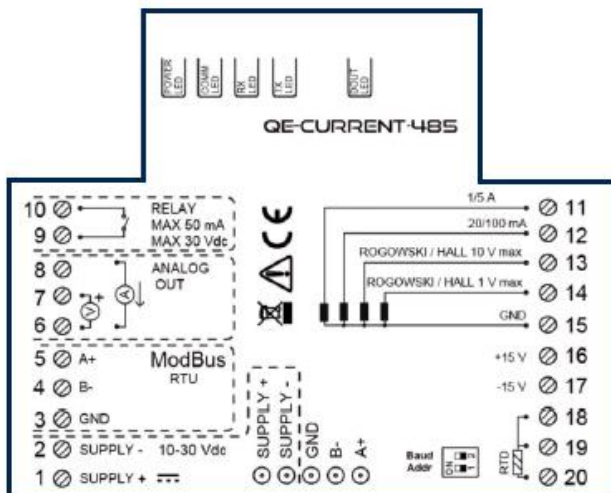 POWER LED
COMM LED
RX LED
TX LED
DOUT LED
QE-CURRENT-485
10
RELAY
9
MAX 50 mA
MAX 30 Vdc
8
ANALOG
OUT
7
V +
A
6
5 A+
ModBus
RTU
4 B-
3 GND
2 SUPPLY - 10-30 Vdc
1 SUPPLY +
CE
SUPPLY +
SUPPLY -
GND
B-
A+
1/5 A 11
20/100 mA 12
ROGOWSKI / HALL 10 V max 13
ROGOWSKI / HALL 1 V max 14
GND 15
+15 V 16
-15 V 17
18
19
RTD
20
Baud
Addr
ON
1 2